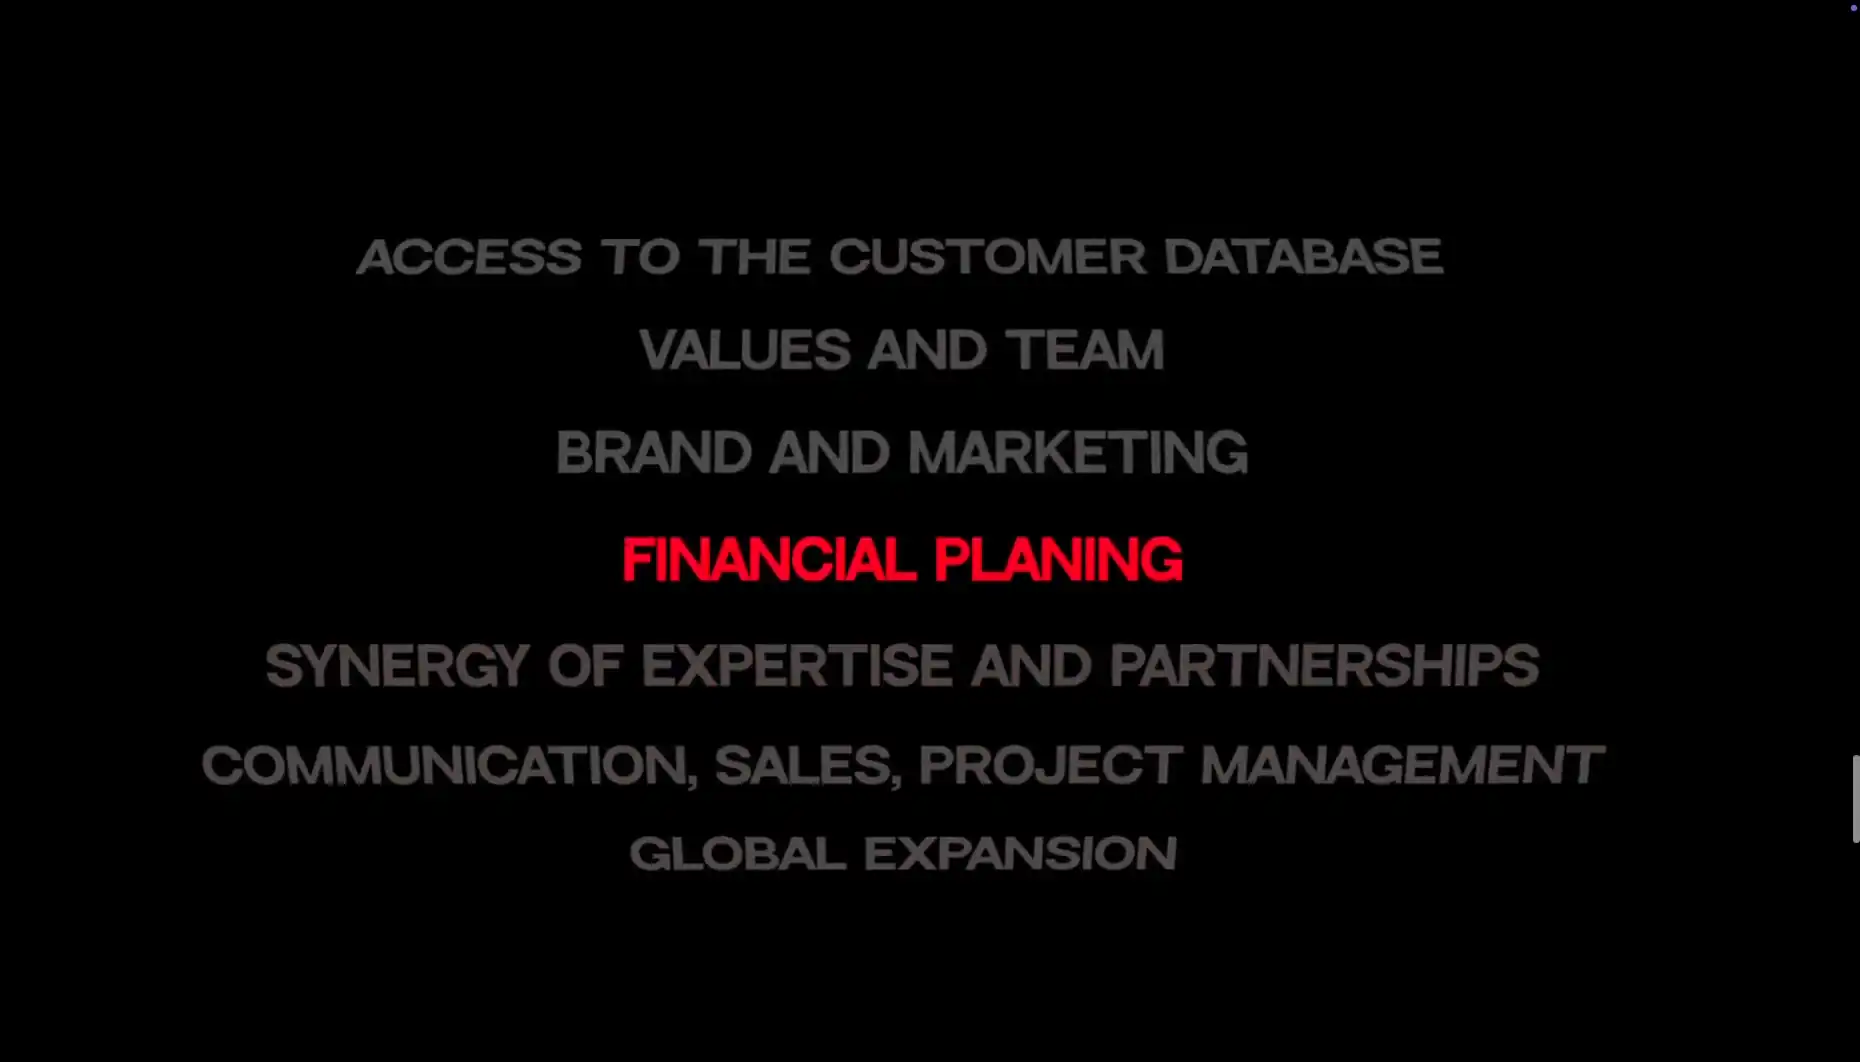 ACCESS TO THE CUSTOMER DATABASE
VALUES AND TEAM
BRAND AND MARKETING
FINANCIAL PLANING
SYNERGY OF EXPERTISE AND PARTNERSHIPS
COMMUNICATION, SALES, PROJECT MANAGEMENT
GLOBAL EXPANSION